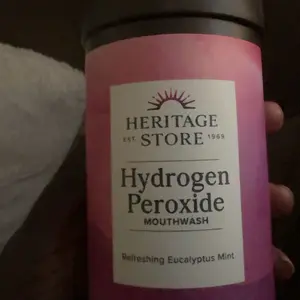 HERITAGE
EST. STORE 1969
Hydrogen
Peroxide
MOUTHWASH
Refreshing Eucalyptus Mint